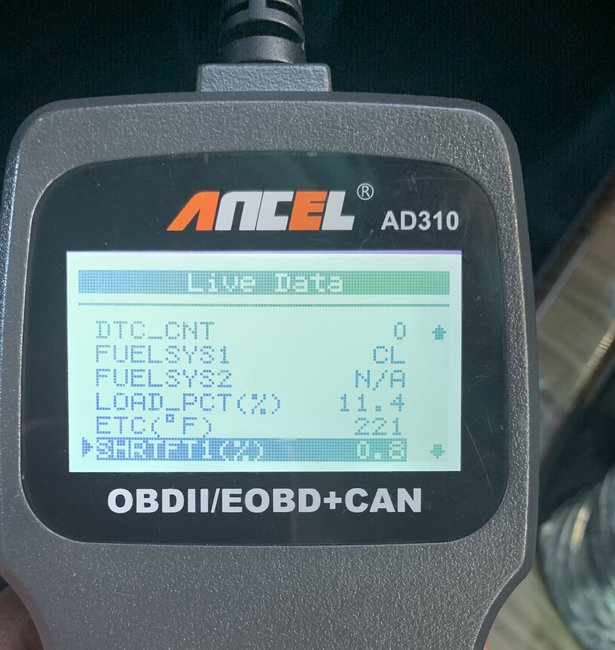 ANCEL® AD310
Live Data
DTC_CNT 0
FUELSYS1 CL
FUELSYS2 N/A
LOAD_PCT(%) 11.4
ETC(°F) 221
SHRTFT1(%) 0.8
OBDII/EOBD+CAN